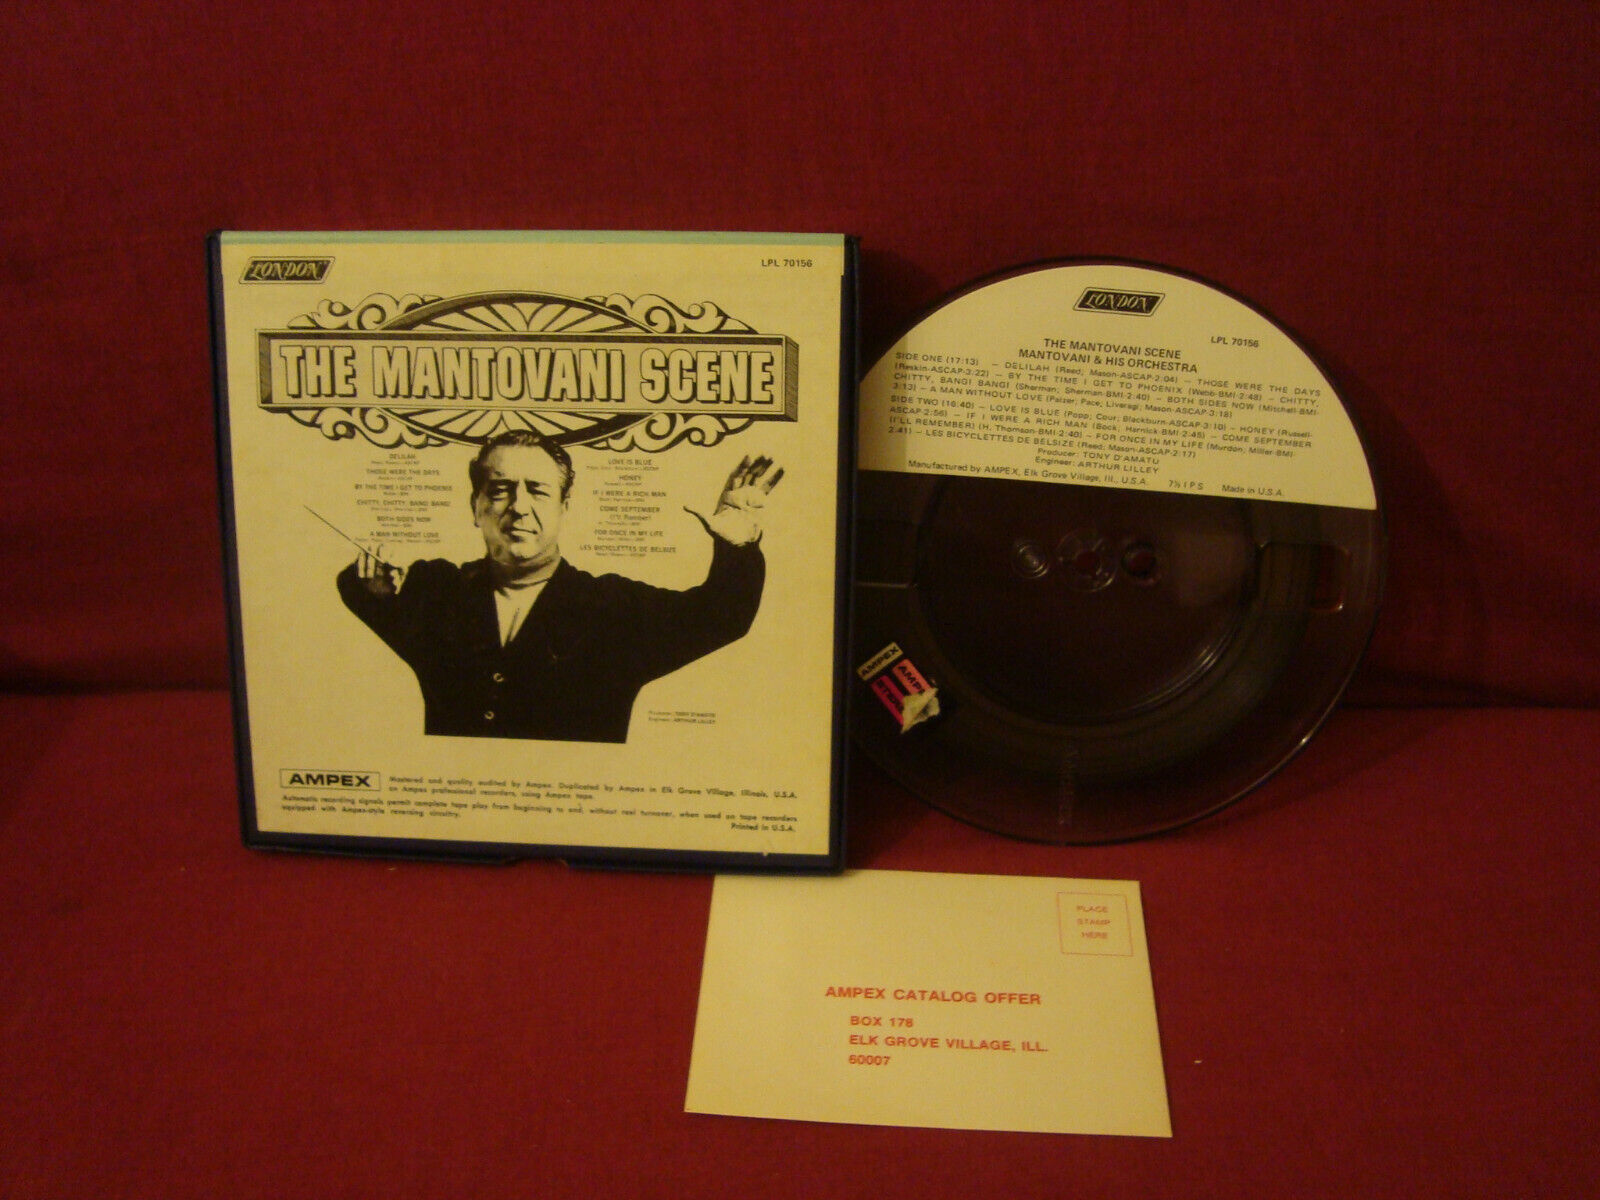 LONDON
LPL 70156
THE MANTOVANI SCENE
DELILAH
THOSE WERE THE DAYS
BY THE TIME I GET TO PHOENIX
CHITTY, CHITTY, BANG! BANG!
BOTH SIDES NOW
A MAN WITHOUT LOVE
LOVE IS BLUE
HONEY
IF I WERE A RICH MAN
COME SEPTEMBER
FOR ONCE IN MY LIFE
LES BICYCLETTES DE BELSIZE
Producer: TONY D'AMATO
Engineer: ARTHUR LILLEY
AMPEX
Mastered and quality audited by Ampex. Duplicated by Ampex in Elk Grove Village, Illinois, U.S.A.
on Ampex professional recorders, using Ampex tape.
Automatic recording signals permit complete tape play from beginning to end, without reel turnover, when used on tape recorders
equipped with Ampex-style reversing circuitry.
Printed in U.S.A.
LONDON
LPL 70156
THE MANTOVANI SCENE
MANTOVANI & HIS ORCHESTRA
SIDE ONE (17:13) — DELILAH (Reed; Mason-ASCAP-2:04) — THOSE WERE THE DAYS
(Raskin-ASCAP-3:22) — BY THE TIME I GET TO PHOENIX (Webb-BMI-2:48) — CHITTY,
CHITTY, BANG! BANG! (Sherman; Sherman-BMI-2:40) — BOTH SIDES NOW (Mitchell-BMI-
3:13) — A MAN WITHOUT LOVE (Palzer; Pace; Liveragi; Mason-ASCAP-3:18)
SIDE TWO (16:40) — LOVE IS BLUE (Popp; Cour; Blackburn-ASCAP-3:10) — HONEY (Russell-
ASCAP-2:56) — IF I WERE A RICH MAN (Bock; Harnick-BMI-2:45) — COME SEPTEMBER
(I'LL REMEMBER) (H. Thomson-BMI-2:40) — FOR ONCE IN MY LIFE (Murdon; Miller-BMI-
2:41) — LES BICYCLETTES DE BELSIZE (Reed; Mason-ASCAP-2:17)
Producer: TONY D'AMATO
Engineer: ARTHUR LILLEY
Manufactured by AMPEX, Elk Grove Village, Ill., U.S.A. 7½ I P S Made in U.S.A.
AMPEX
PLACE
STAMP
HERE
AMPEX CATALOG OFFER
BOX 178
ELK GROVE VILLAGE, ILL.
60007